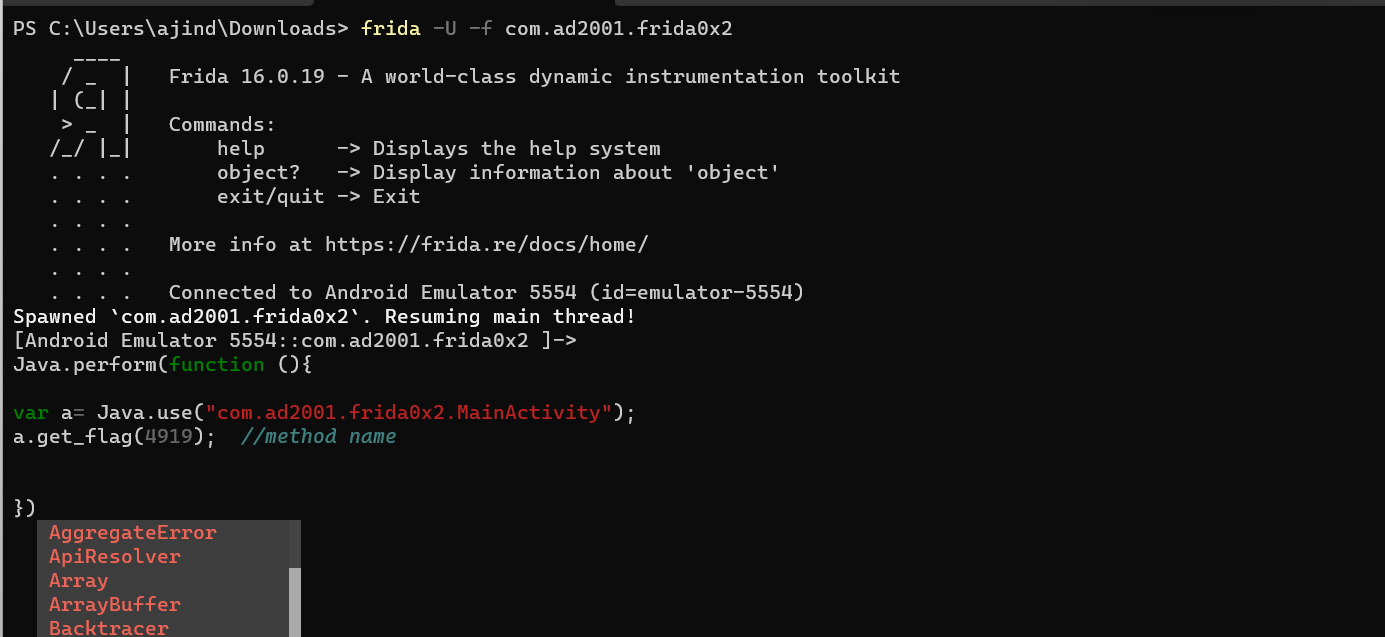 PS C:\Users\ajind\Downloads> frida -U -f com.ad2001.frida0x2
     ____
    / _  |   Frida 16.0.19 - A world-class dynamic instrumentation toolkit
   | (_| |
    > _  |   Commands:
   /_/ |_|       help      -> Displays the help system
   . . . .       object?   -> Display information about 'object'
   . . . .       exit/quit -> Exit
   . . . .
   . . . .   More info at https://frida.re/docs/home/
   . . . .
   . . . .   Connected to Android Emulator 5554 (id=emulator-5554)
Spawned `com.ad2001.frida0x2`. Resuming main thread!
[Android Emulator 5554::com.ad2001.frida0x2 ]->
Java.perform(function (){
var a= Java.use("com.ad2001.frida0x2.MainActivity");
a.get_flag(4919);  //method name
})
AggregateError
ApiResolver
Array
ArrayBuffer
Backtracer